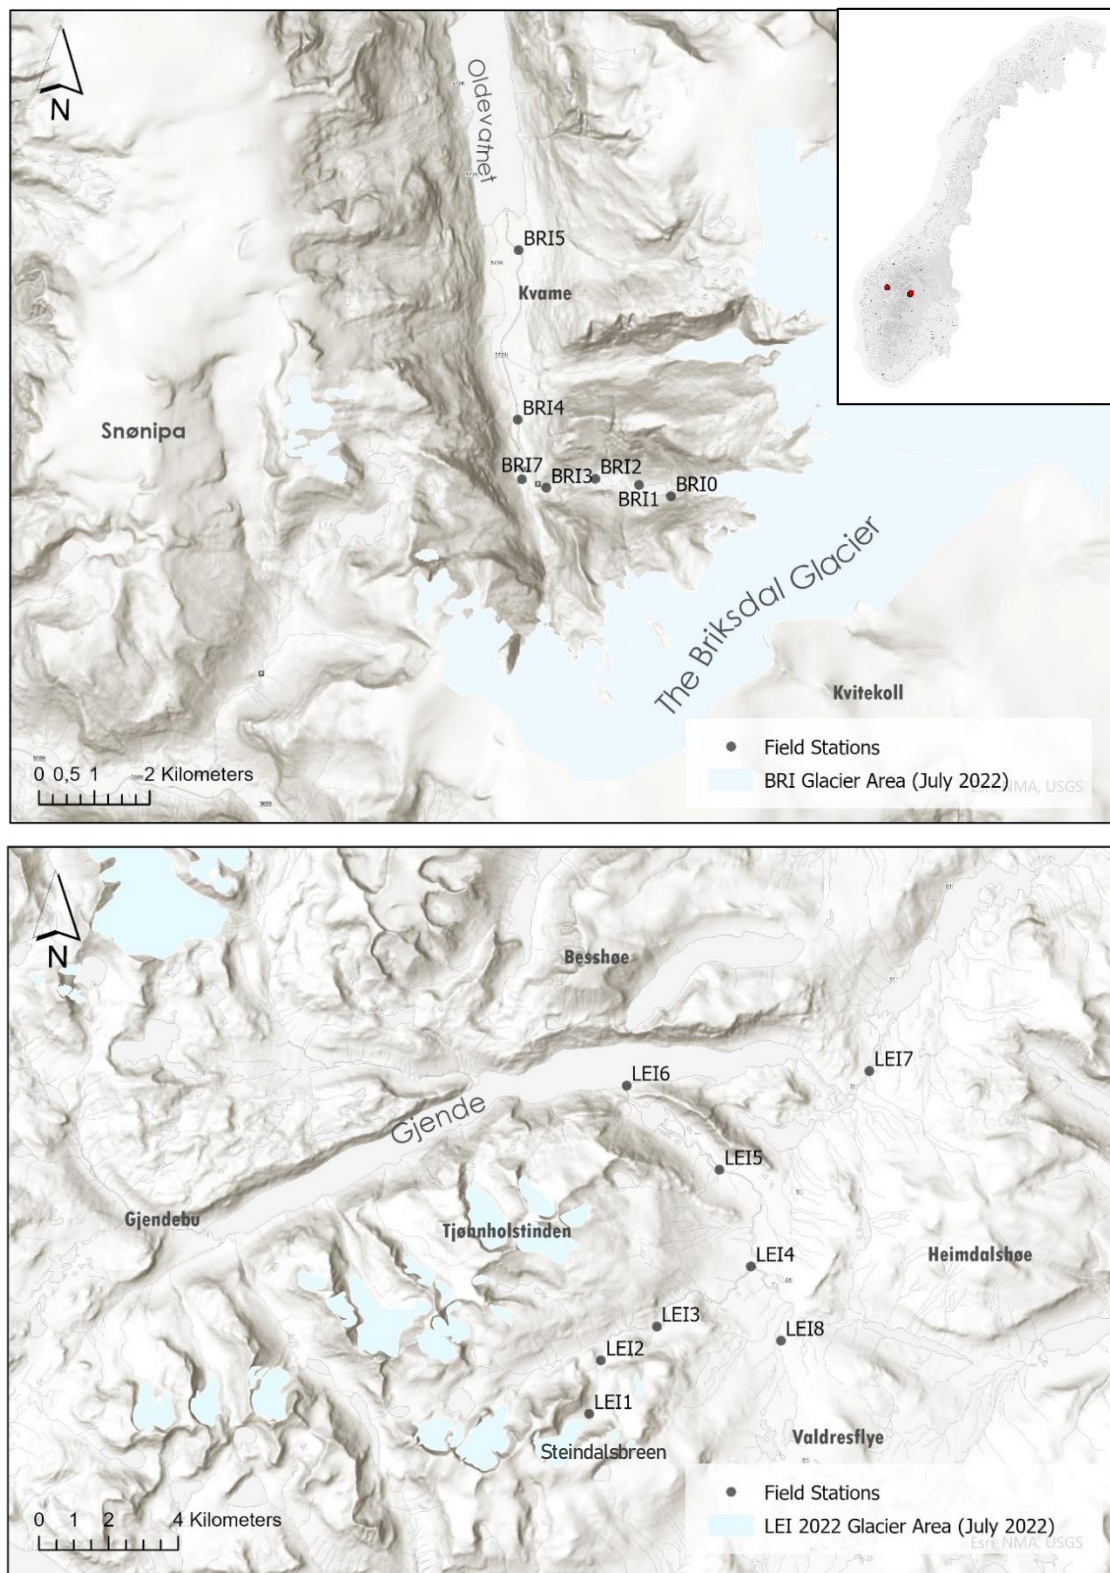 N
Oldevatnet
BRI5
Kvame
BRI4
Snønipa
BRI7
BRI3
BRI2
BRI1
BRI0
The Briksdal Glacier
Kvitekoll
0 0,5 1 2 Kilometers
Field Stations
BRI Glacier Area (July 2022)
NMA, USGS
N
Besshøe
LEI7
LEI6
Gjende
LEI5
Gjendebu
Tjønnholstinden
Heimdalshøe
LEI4
LEI3
LEI8
LEI2
LEI1
Steindalsbreen
Valdresflye
0 1 2 4 Kilometers
Field Stations
LEI 2022 Glacier Area (July 2022)
Esri, NMA, USGS